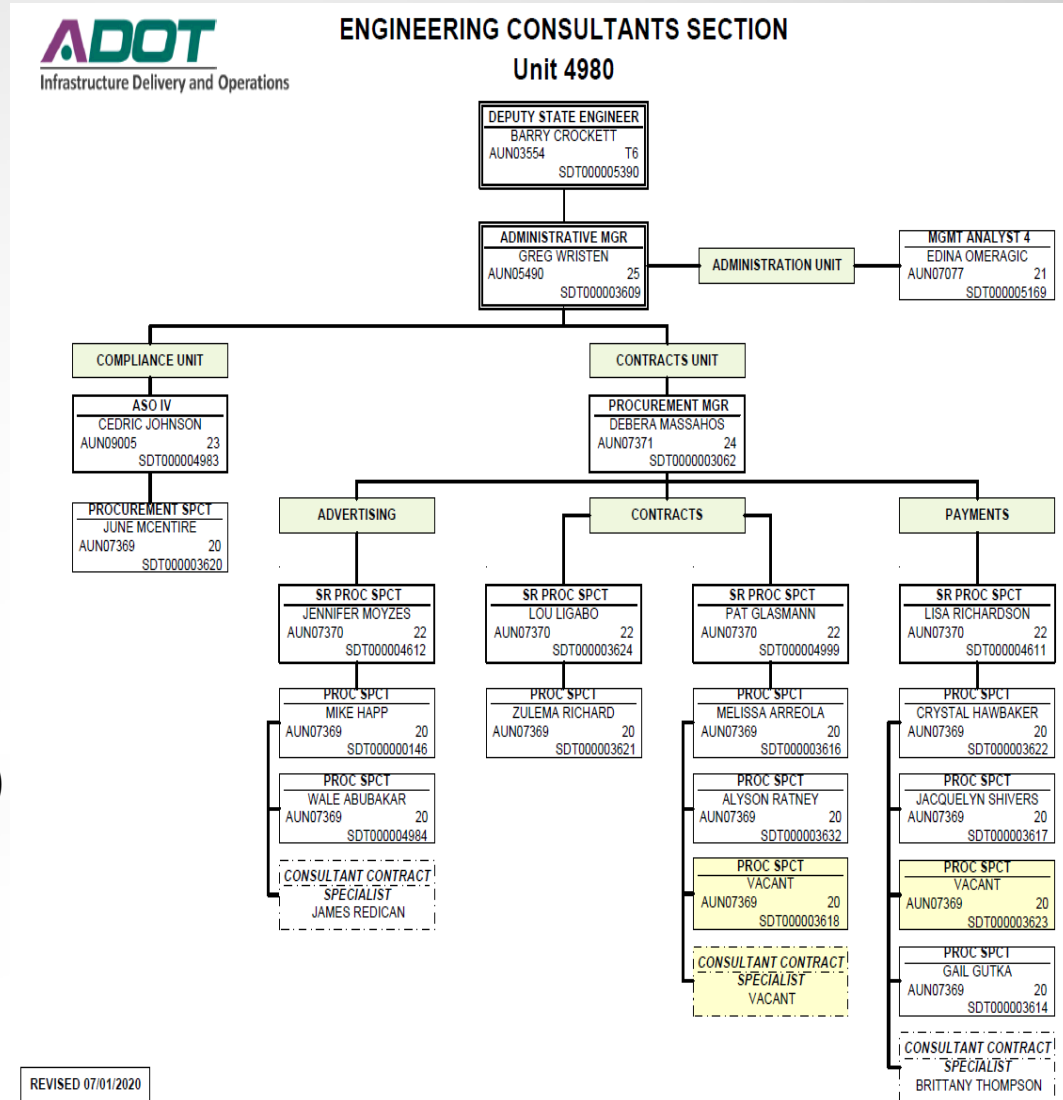 ADOT
Infrastructure Delivery and Operations
ENGINEERING CONSULTANTS SECTION
Unit 4980
DEPUTY STATE ENGINEER
BARRY CROCKETT
AUN03554 T6
SDT000005390
ADMINISTRATIVE MGR
GREG WRISTEN
AUN05490 25
SDT000003609
ADMINISTRATION UNIT
MGMT ANALYST 4
EDINA OMERAGIC
AUN07077 21
SDT000005169
COMPLIANCE UNIT
CONTRACTS UNIT
ASO IV
CEDRIC JOHNSON
AUN09005 23
SDT000004983
PROCUREMENT MGR
DEBERA MASSAHOS
AUN07371 24
SDT0000003062
PROCUREMENT SPCT
JUNE MCENTIRE
AUN07369 20
SDT000003620
ADVERTISING
CONTRACTS
PAYMENTS
SR PROC SPCT
JENNIFER MOYZES
AUN07370 22
SDT000004612
SR PROC SPCT
LOU LIGABO
AUN07370 22
SDT000003624
SR PROC SPCT
PAT GLASMANN
AUN07370 22
SDT000004999
SR PROC SPCT
LISA RICHARDSON
AUN07370 22
SDT000004611
PROC SPCT
MIKE HAPP
AUN07369 20
SDT000000146
PROC SPCT
ZULEMA RICHARD
AUN07369 20
SDT000003621
PROC SPCT
MELISSA ARREOLA
AUN07369 20
SDT000003616
PROC SPCT
CRYSTAL HAWBAKER
AUN07369 20
SDT000003622
PROC SPCT
WALE ABUBAKAR
AUN07369 20
SDT000004984
PROC SPCT
ALYSON RATNEY
AUN07369 20
SDT000003632
PROC SPCT
JACQUELYN SHIVERS
AUN07369 20
SDT000003617
CONSULTANT CONTRACT
SPECIALIST
JAMES REDICAN
PROC SPCT
VACANT
AUN07369 20
SDT000003618
PROC SPCT
VACANT
AUN07369 20
SDT000003623
CONSULTANT CONTRACT
SPECIALIST
VACANT
PROC SPCT
GAIL GUTKA
AUN07369 20
SDT000003614
CONSULTANT CONTRACT
SPECIALIST
BRITTANY THOMPSON
REVISED 07/01/2020